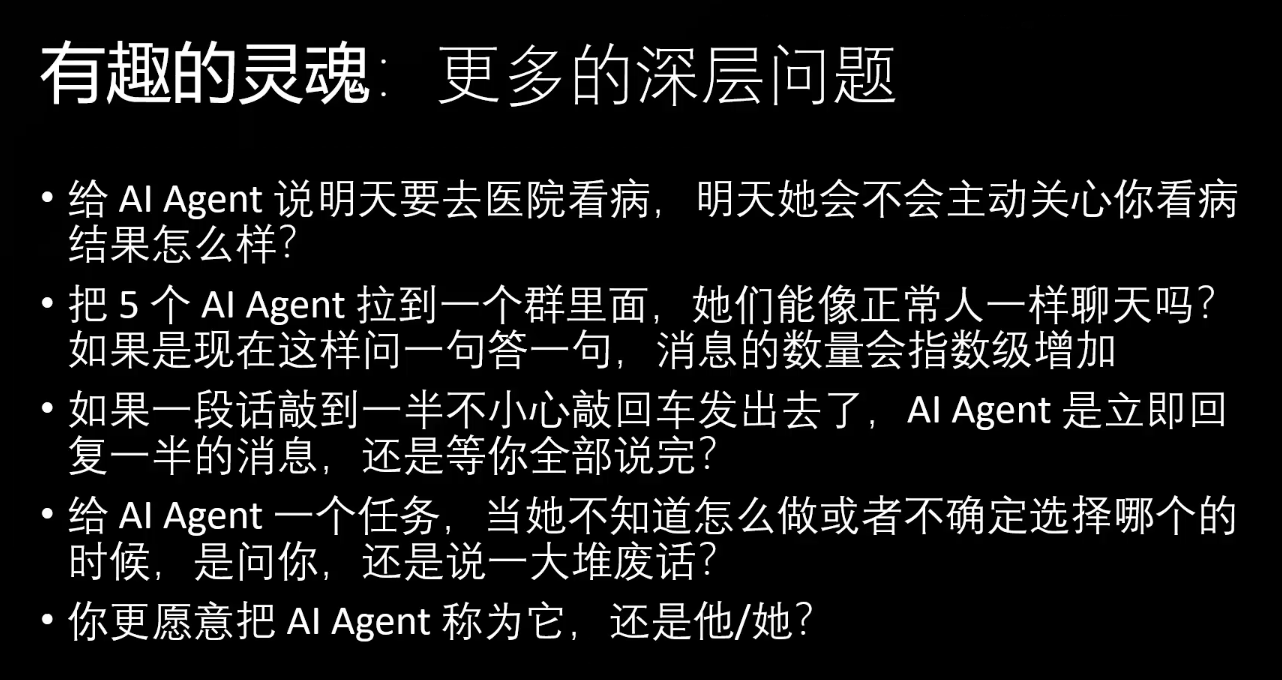 有趣的灵魂：更多的深层问题
• 给 AI Agent 说明天要去医院看病，明天她会不会主动关心你看病
结果怎么样？
• 把 5 个 AI Agent 拉到一个群里面，她们能像正常人一样聊天吗？
如果是现在这样问一句答一句，消息的数量会指数级增加
• 如果一段话敲到一半不小心敲回车发出去了，AI Agent 是立即回
复一半的消息，还是等你全部说完？
• 给 AI Agent 一个任务，当她不知道怎么做或者不确定选择哪个的
时候，是问你，还是说一大堆废话？
• 你更愿意把 AI Agent 称为它，还是他/她？